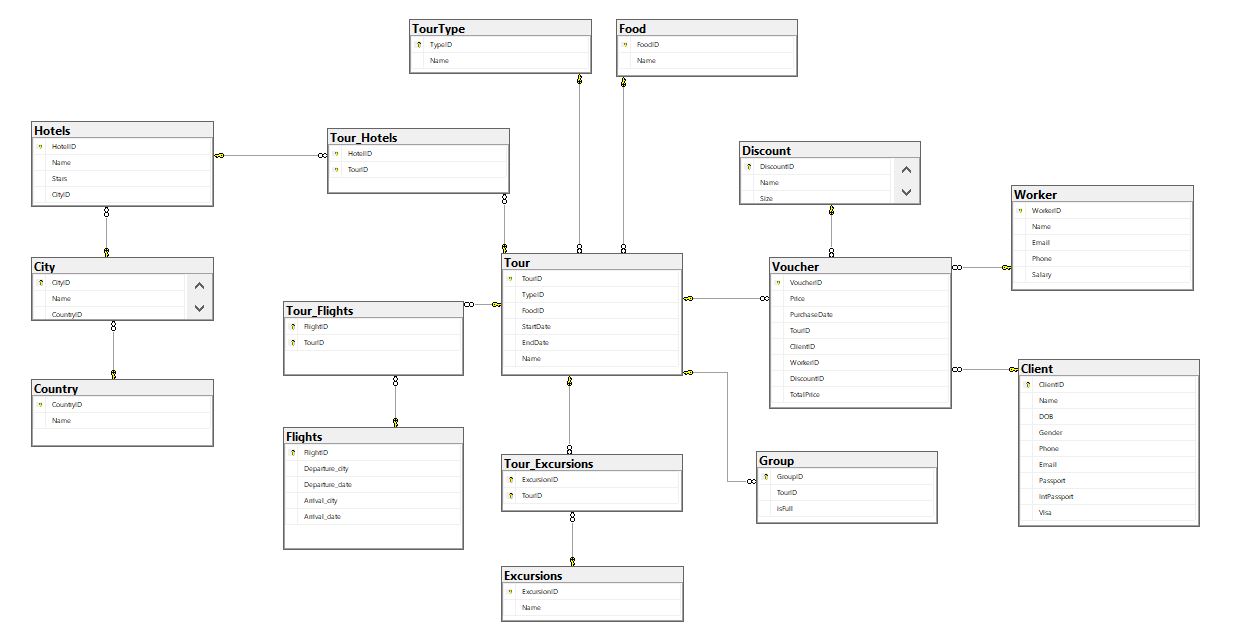 TourType
TypeID
Name
Food
FoodID
Name
Hotels
HotelID
Name
Stars
CityID
Tour_Hotels
HotelID
TourID
Discount
DiscountID
Name
Size
Worker
WorkerID
Name
Email
Phone
Salary
City
CityID
Name
CountryID
Tour
TourID
TypeID
FoodID
StartDate
EndDate
Name
Voucher
VoucherID
Price
PurchaseDate
TourID
ClientID
WorkerID
DiscountID
TotalPrice
Tour_Flights
FlightID
TourID
Country
CountryID
Name
Client
ClientID
Name
DOB
Gender
Phone
Email
Passport
IntPassport
Visa
Flights
FlightID
Departure_city
Departure_date
Arrival_city
Arrival_date
Tour_Excursions
ExcursionID
TourID
Group
GroupID
TourID
isFull
Excursions
ExcursionID
Name